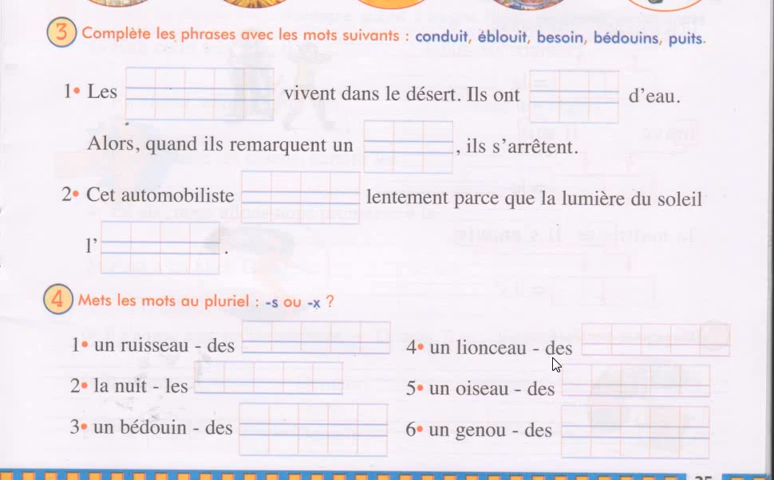 3 Complète les phrases avec les mots suivants : conduit, éblouit, besoin, bédouins, puits.
1• Les vivent dans le désert. Ils ont d'eau.
Alors, quand ils remarquent un , ils s'arrêtent.
2• Cet automobiliste lentement parce que la lumière du soleil
l' .
4 Mets les mots au pluriel : -s ou -x ?
1• un ruisseau - des
4• un lionceau - des
2• la nuit - les
5• un oiseau - des
3• un bédouin - des
6• un genou - des